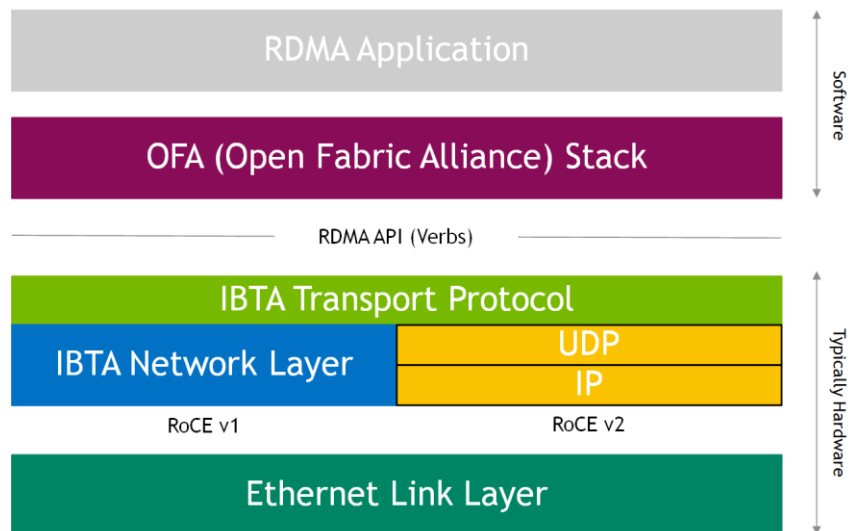 RDMA Application
OFA (Open Fabric Alliance) Stack
Software
RDMA API (Verbs)
IBTA Transport Protocol
IBTA Network Layer
UDP
IP
RoCE v1
RoCE v2
Typically Hardware
Ethernet Link Layer